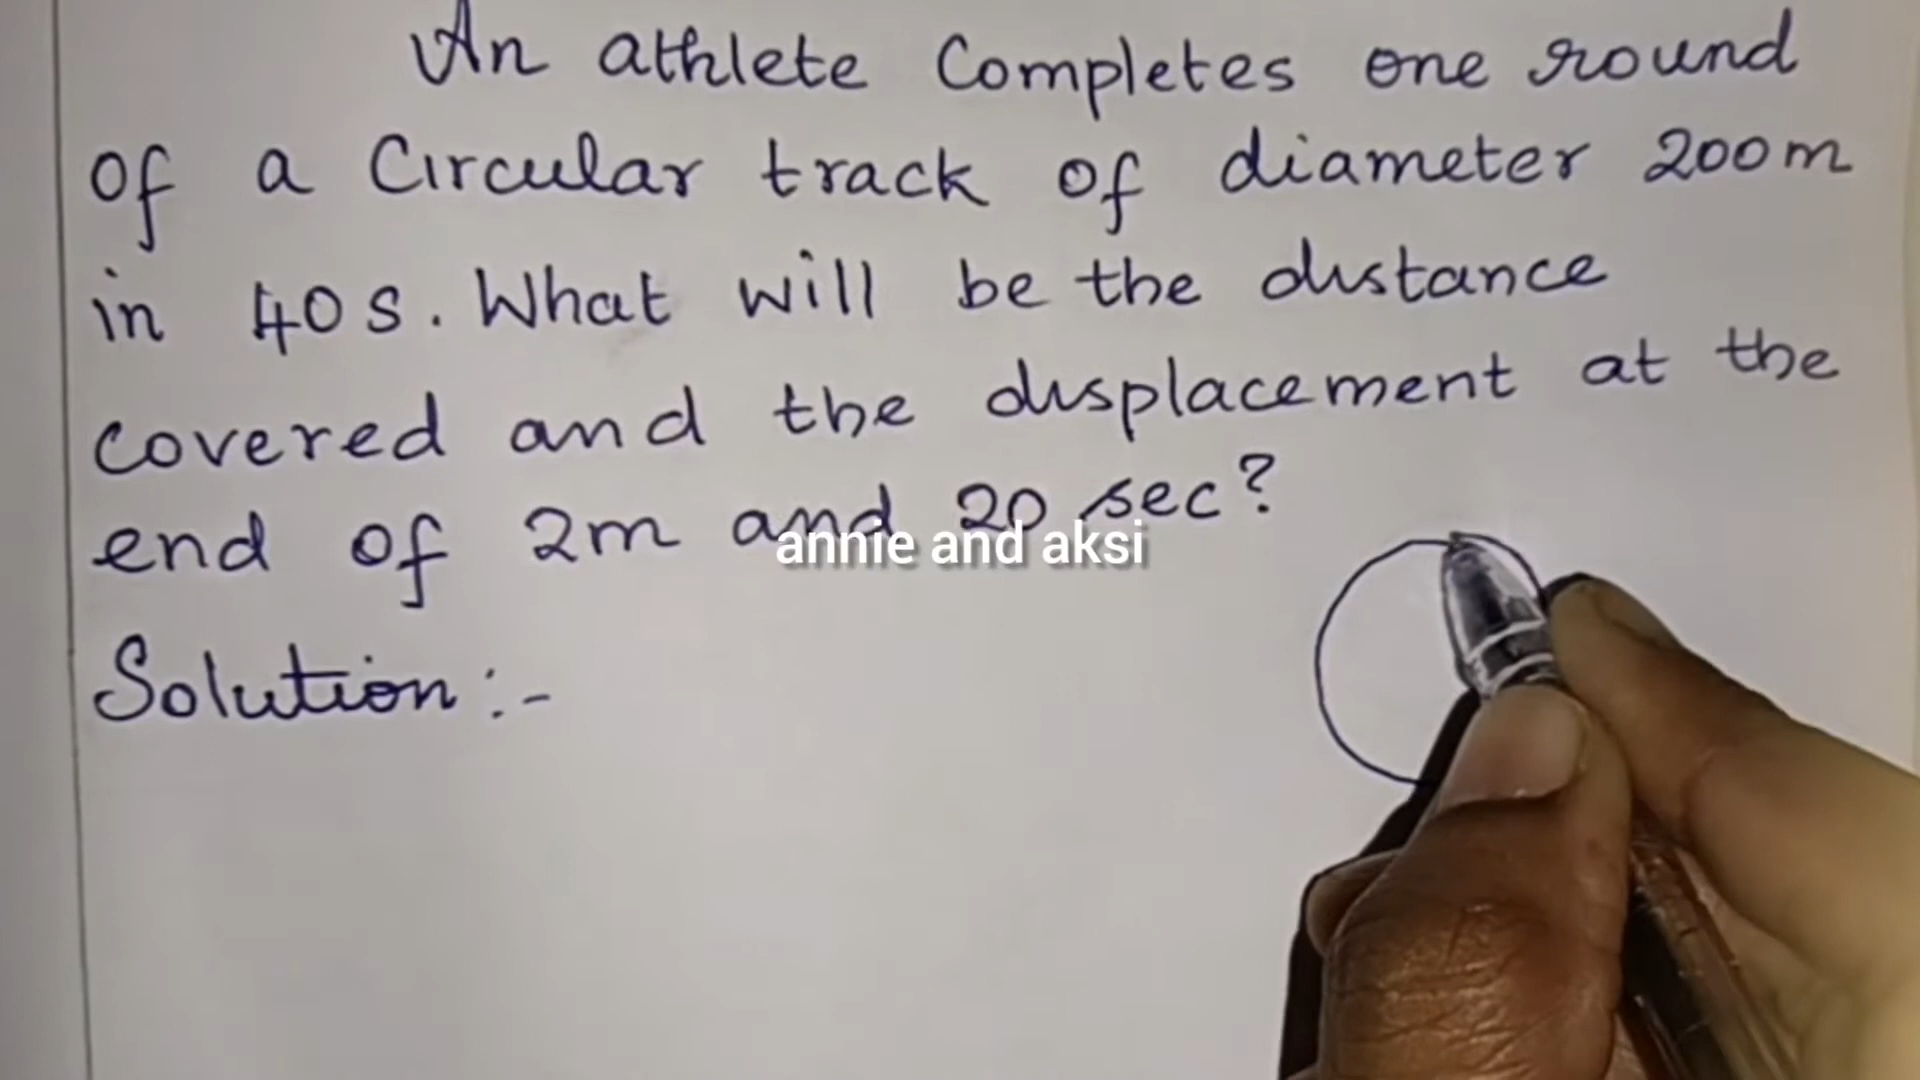 An athlete Completes one round
of a Circular track of diameter 200m
in 40s. What will be the distance
covered and the displacement at the
end of 2m and 20 sec?
annie and aksi
Solution :-